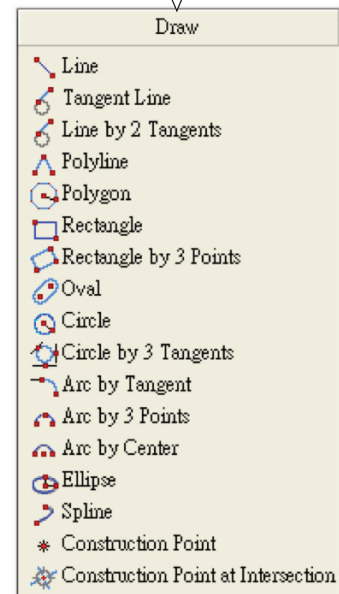 Draw
Line
Tangent Line
Line by 2 Tangents
Polyline
Polygon
Rectangle
Rectangle by 3 Points
Oval
Circle
Circle by 3 Tangents
Arc by Tangent
Arc by 3 Points
Arc by Center
Ellipse
Spline
Construction Point
Construction Point at Intersection